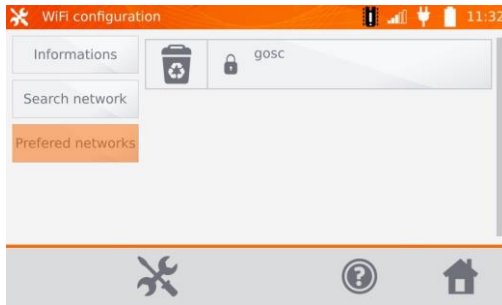 WiFi configuration 11:32
Informations
gosc
Search network
Prefered networks